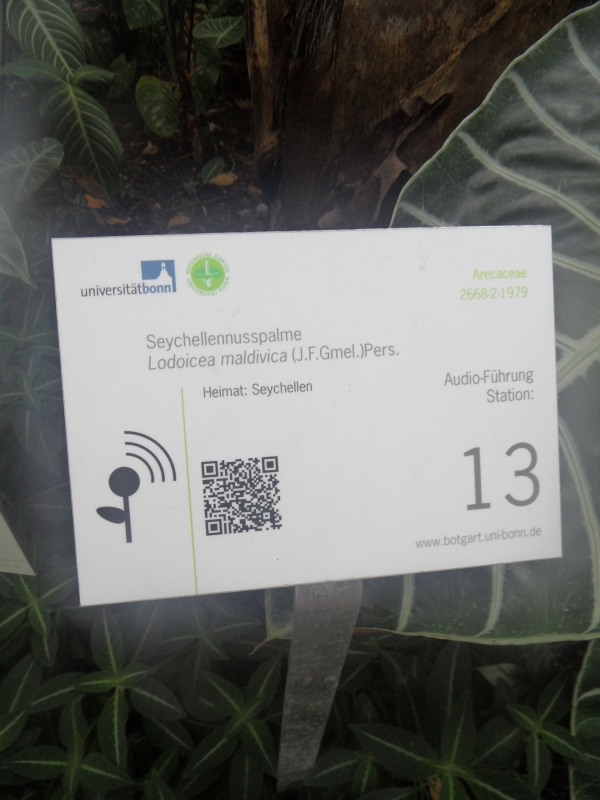 universitätbonn
Arecaceae
2668-2-1979
Seychellennusspalme
Lodoicea maldivica (J.F.Gmel.)Pers.
Heimat: Seychellen
Audio-Führung
Station:
13
www.botgart.uni-bonn.de